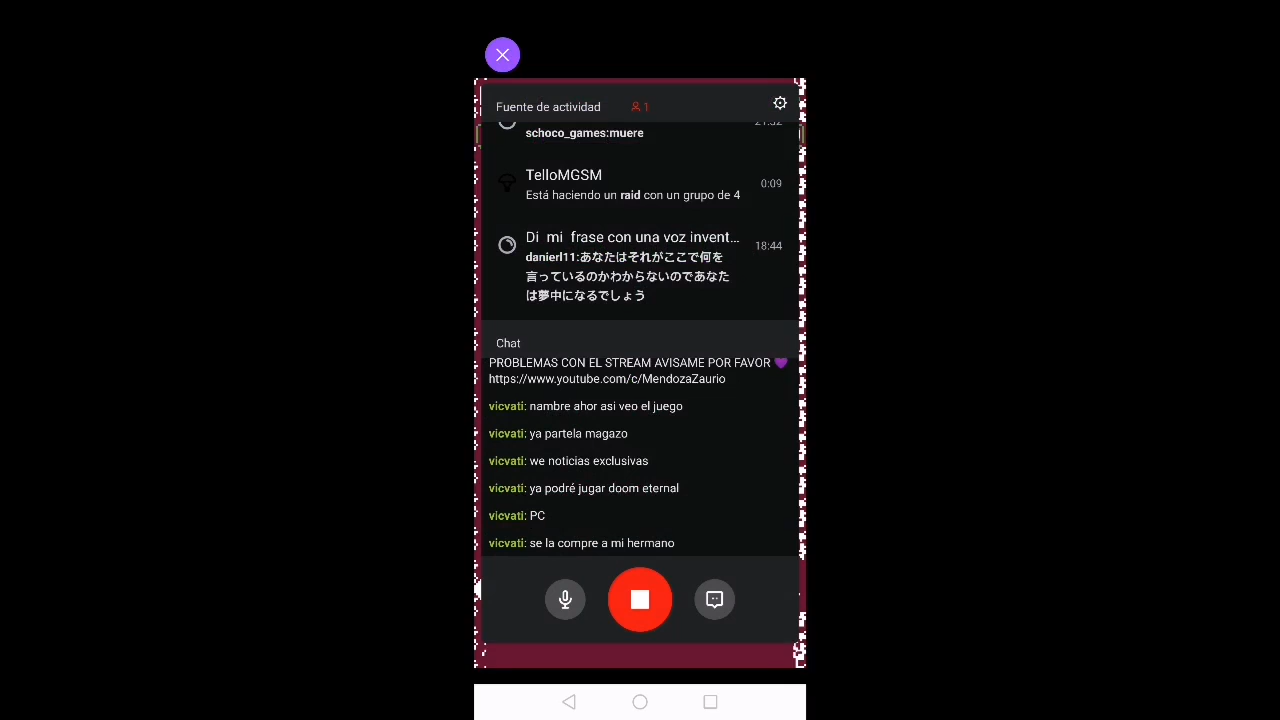 Fuente de actividad 1
21:32
schoco_games:muere
TelloMGSM
Está haciendo un raid con un grupo de 4
0:09
Di mi frase con una voz invent...
danierl11:あなたはそれがここで何を
言っているのかわからないのであなた
は夢中になるでしょう
18:44
Chat
PROBLEMAS CON EL STREAM AVISAME POR FAVOR 💜
https://www.youtube.com/c/MendozaZaurio
vicvati: nambre ahor asi veo el juego
vicvati: ya partela magazo
vicvati: we noticias exclusivas
vicvati: ya podré jugar doom eternal
vicvati: PC
vicvati: se la compre a mi hermano